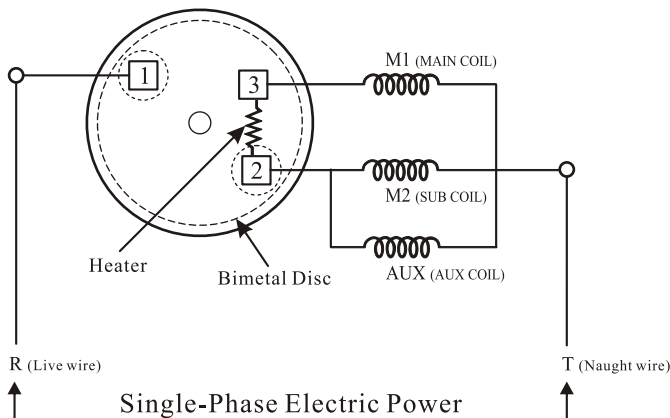 M1 (MAIN COIL)
1
3
2
M2 (SUB COIL)
Heater
Bimetal Disc
AUX (AUX COIL)
R (Live wire)
T (Naught wire)
Single-Phase Electric Power